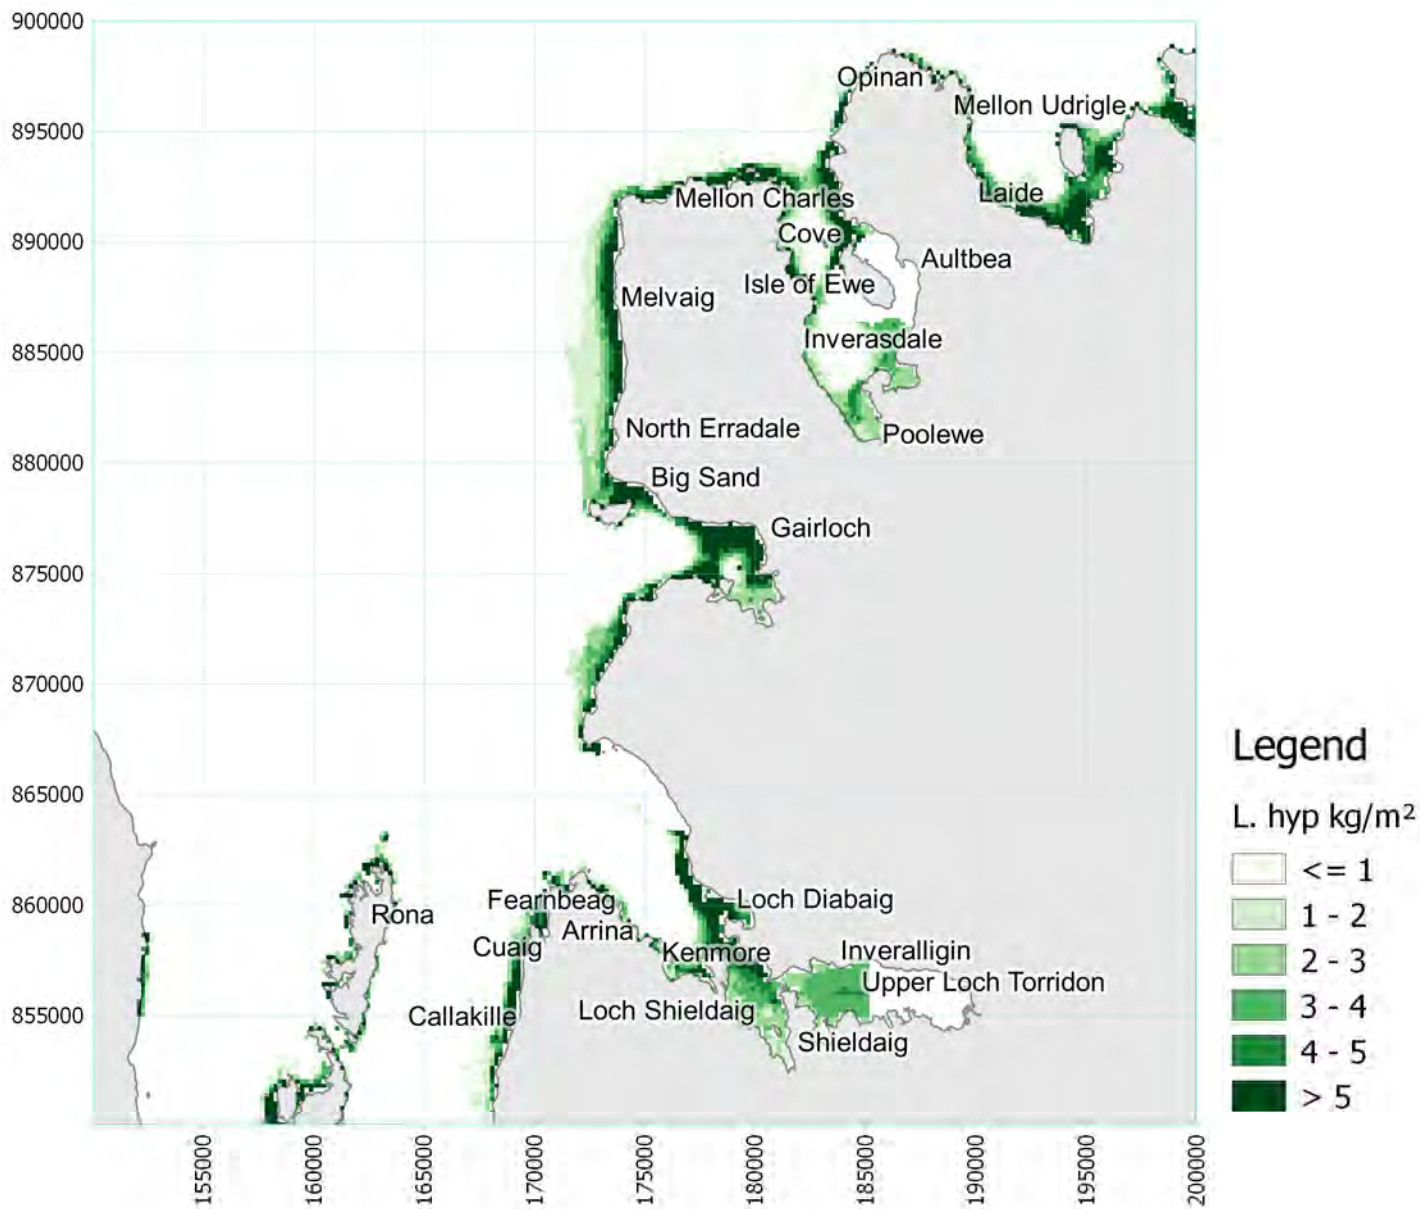 900000
895000
890000
885000
880000
875000
870000
865000
860000
855000
Opinan
Mellon Udrigle
Laide
Mellon Charles
Cove
Aultbea
Isle of Ewe
Melvaig
Inverasdale
North Erradale
Poolewe
Big Sand
Gairloch
Loch Diabaig
Fearnbeag
Rona
Arrina
Cuaig
Kenmore
Inveralligin
Upper Loch Torridon
Callakille
Loch Shieldaig
Shieldaig
155000
160000
165000
170000
175000
180000
185000
190000
195000
200000
Legend
L. hyp kg/m²
<= 1
1 - 2
2 - 3
3 - 4
4 - 5
> 5